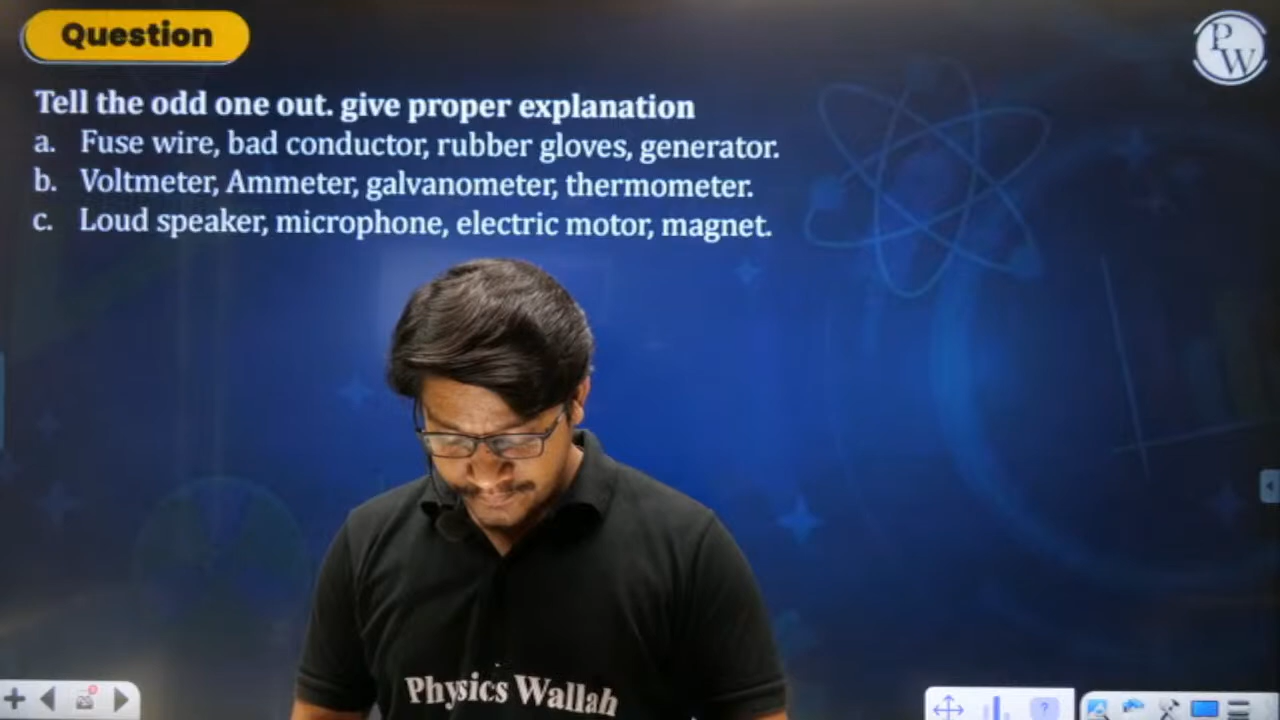 Question
PW
Tell the odd one out. give proper explanation
a. Fuse wire, bad conductor, rubber gloves, generator.
b. Voltmeter, Ammeter, galvanometer, thermometer.
c. Loud speaker, microphone, electric motor, magnet.
Physics Wallah